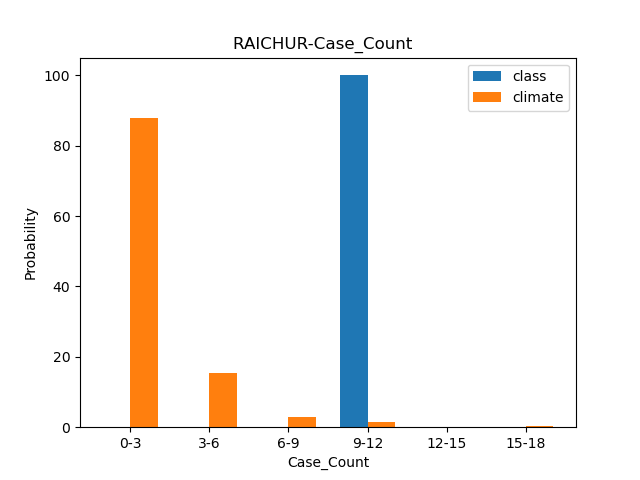 RAICHUR-Case_Count
class
climate
Probability
100
80
60
40
20
0
0-3 3-6 6-9 9-12 12-15 15-18
Case_Count